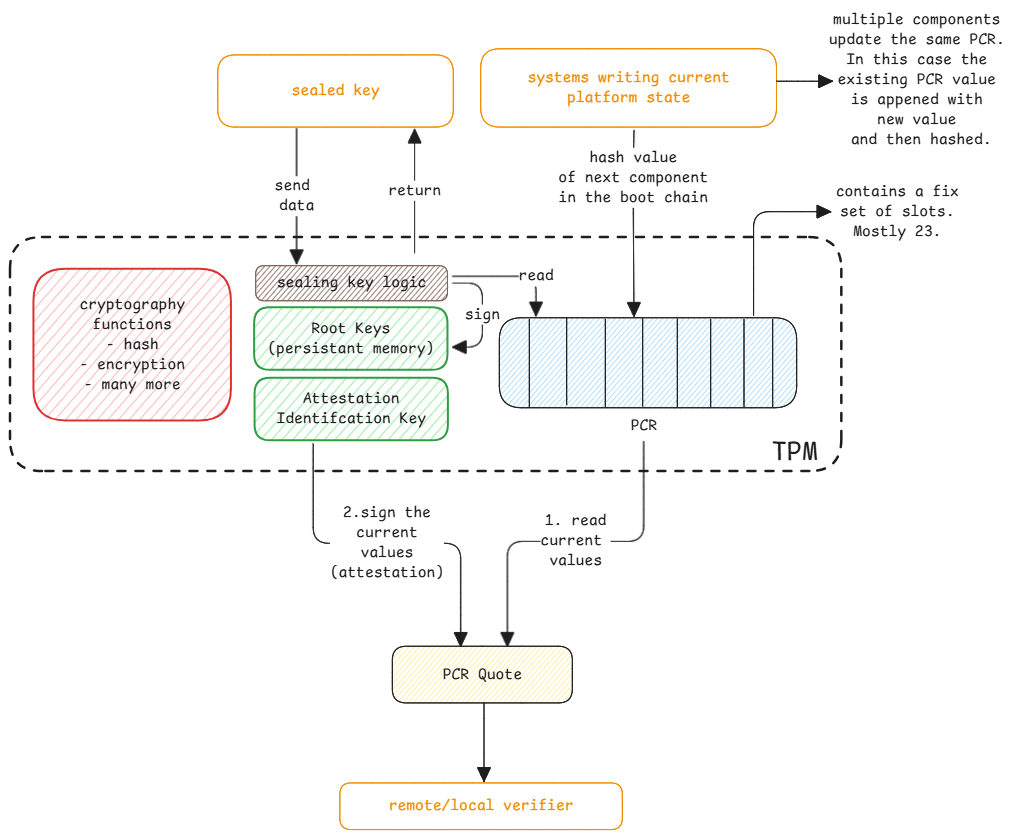 multiple components
update the same PCR.
In this case the
existing PCR value
is appened with
new value
and then hashed.
sealed key
systems writing current
platform state
send
data
return
hash value
of next component
in the boot chain
contains a fix
set of slots.
Mostly 23.
cryptography
functions
- hash
- encryption
- many more
sealing key logic
read
sign
Root Keys
(persistant memory)
Attestation
Identifcation Key
PCR
TPM
2.sign the
current
values
(attestation)
1. read
current
values
PCR Quote
remote/local verifier